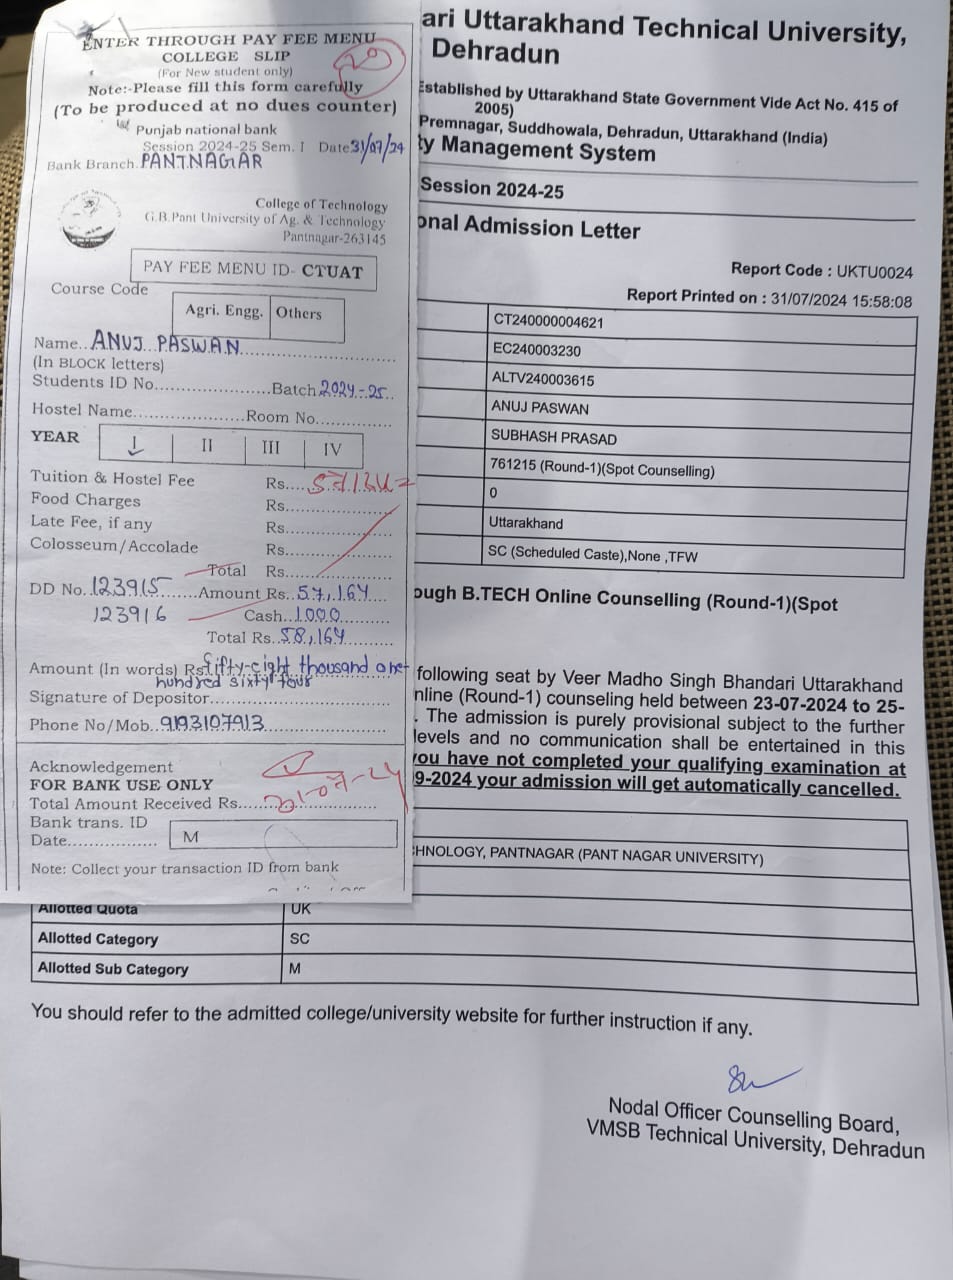 ENTER THROUGH PAY FEE MENU
COLLEGE SLIP
(For New student only)
Note:-Please fill this form carefully
(To be produced at no dues counter)
Punjab national bank
Session 2024-25 Sem. I Date 31/07/24
Bank Branch. PANTNAGAR
College of Technology
G.B.Pant University of Ag. & Technology
Pantnagar-263145
PAY FEE MENU ID- CTUAT
Course Code
Agri. Engg. Others
Name.. ANUJ PASWAN
(In BLOCK letters)
Students ID No.......................Batch 2024-25..
Hostel Name...................Room No.............
YEAR I II III IV
Tuition & Hostel Fee Rs.... 57164=
Food Charges Rs...................
Late Fee, if any Rs...................
Colosseum/Accolade Rs...................
Total Rs...................
DD No. 123915.......Amount Rs. 57,164
123916 Cash..1000
Total Rs..58,164
Amount (In words) Rs fifty-eight thousand one
hundred sixty four
Signature of Depositor..............................
Phone No/Mob..9193107913
Acknowledgement
FOR BANK USE ONLY
31-07-24
Total Amount Received Rs.......................
Bank trans. ID
Date.................. M
Note: Collect your transaction ID from bank
ari Uttarakhand Technical University,
Dehradun
Established by Uttarakhand State Government Vide Act No. 415 of
2005)
Premnagar, Suddhowala, Dehradun, Uttarakhand (India)
ty Management System
Session 2024-25
onal Admission Letter
Report Code : UKTU0024
Report Printed on : 31/07/2024 15:58:08
CT240000004621
EC240003230
ALTV240003615
ANUJ PASWAN
SUBHASH PRASAD
761215 (Round-1)(Spot Counselling)
0
Uttarakhand
SC (Scheduled Caste),None ,TFW
ough B.TECH Online Counselling (Round-1)(Spot
following seat by Veer Madho Singh Bhandari Uttarakhand
nline (Round-1) counseling held between 23-07-2024 to 25-
. The admission is purely provisional subject to the further
levels and no communication shall be entertained in this
you have not completed your qualifying examination at
9-2024 your admission will get automatically cancelled.
CHNOLOGY, PANTNAGAR (PANT NAGAR UNIVERSITY)
Allotted Quota UK
Allotted Category SC
Allotted Sub Category M
You should refer to the admitted college/university website for further instruction if any.
Nodal Officer Counselling Board,
VMSB Technical University, Dehradun